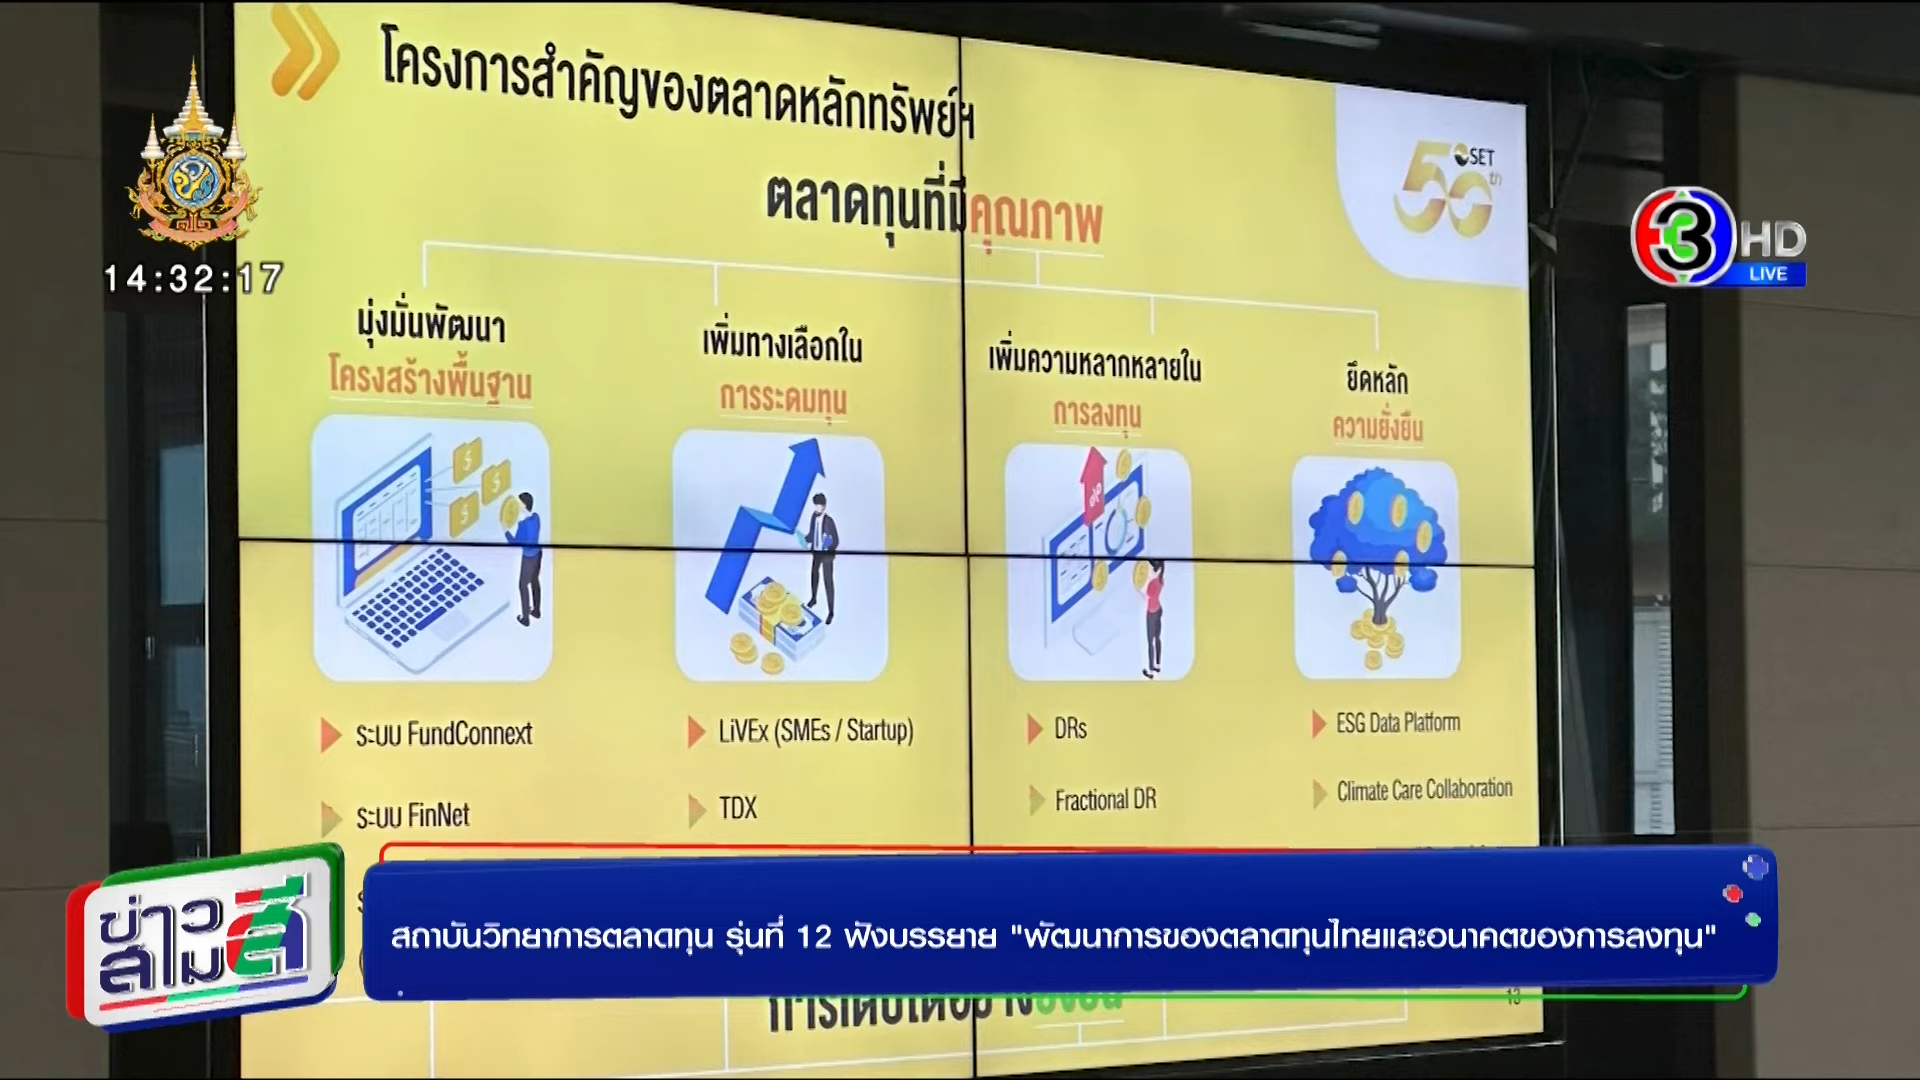 โครงการสำคัญของตลาดหลักทรัพย์ฯ
SET
50th
ตลาดทุนที่มีคุณภาพ
3 HD
LIVE
14:32:17
มุ่งมั่นพัฒนา
โครงสร้างพื้นฐาน
เพิ่มทางเลือกใน
การระดมทุน
เพิ่มความหลากหลายใน
การลงทุน
ยึดหลัก
ความยั่งยืน
ระบบ FundConnext
ระบบ FinNet
LiVEx (SMEs / Startup)
TDX
DRs
Fractional DR
ESG Data Platform
Climate Care Collaboration
ข่าว
สามสี
สถาบันวิทยาการตลาดทุน รุ่นที่ 12 ฟังบรรยาย "พัฒนาการของตลาดทุนไทยและอนาคตของการลงทุน"
13